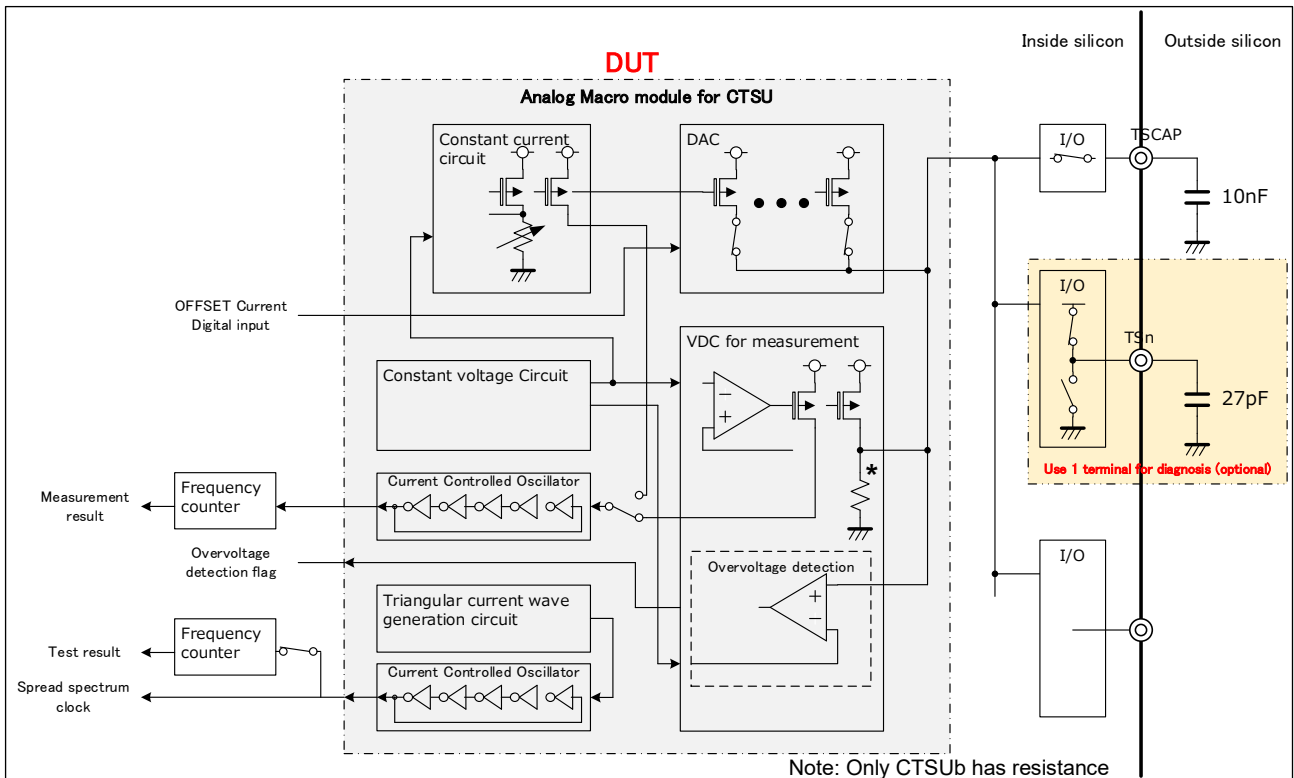 Inside silicon
Outside silicon
DUT
Analog Macro module for CTSU
Constant current
circuit
DAC
I/O
TSCAP
10nF
OFFSET Current
Digital input
I/O
TSn
27pF
Use 1 terminal for diagnosis (optional)
Constant voltage Circuit
VDC for measurement
−
+
*
Measurement
result
Frequency
counter
Current Controlled Oscillator
Overvoltage
detection flag
Overvoltage detection
+
−
I/O
Triangular current wave
generation circuit
Test result
Frequency
counter
Current Controlled Oscillator
Spread spectrum
clock
Note: Only CTSUb has resistance